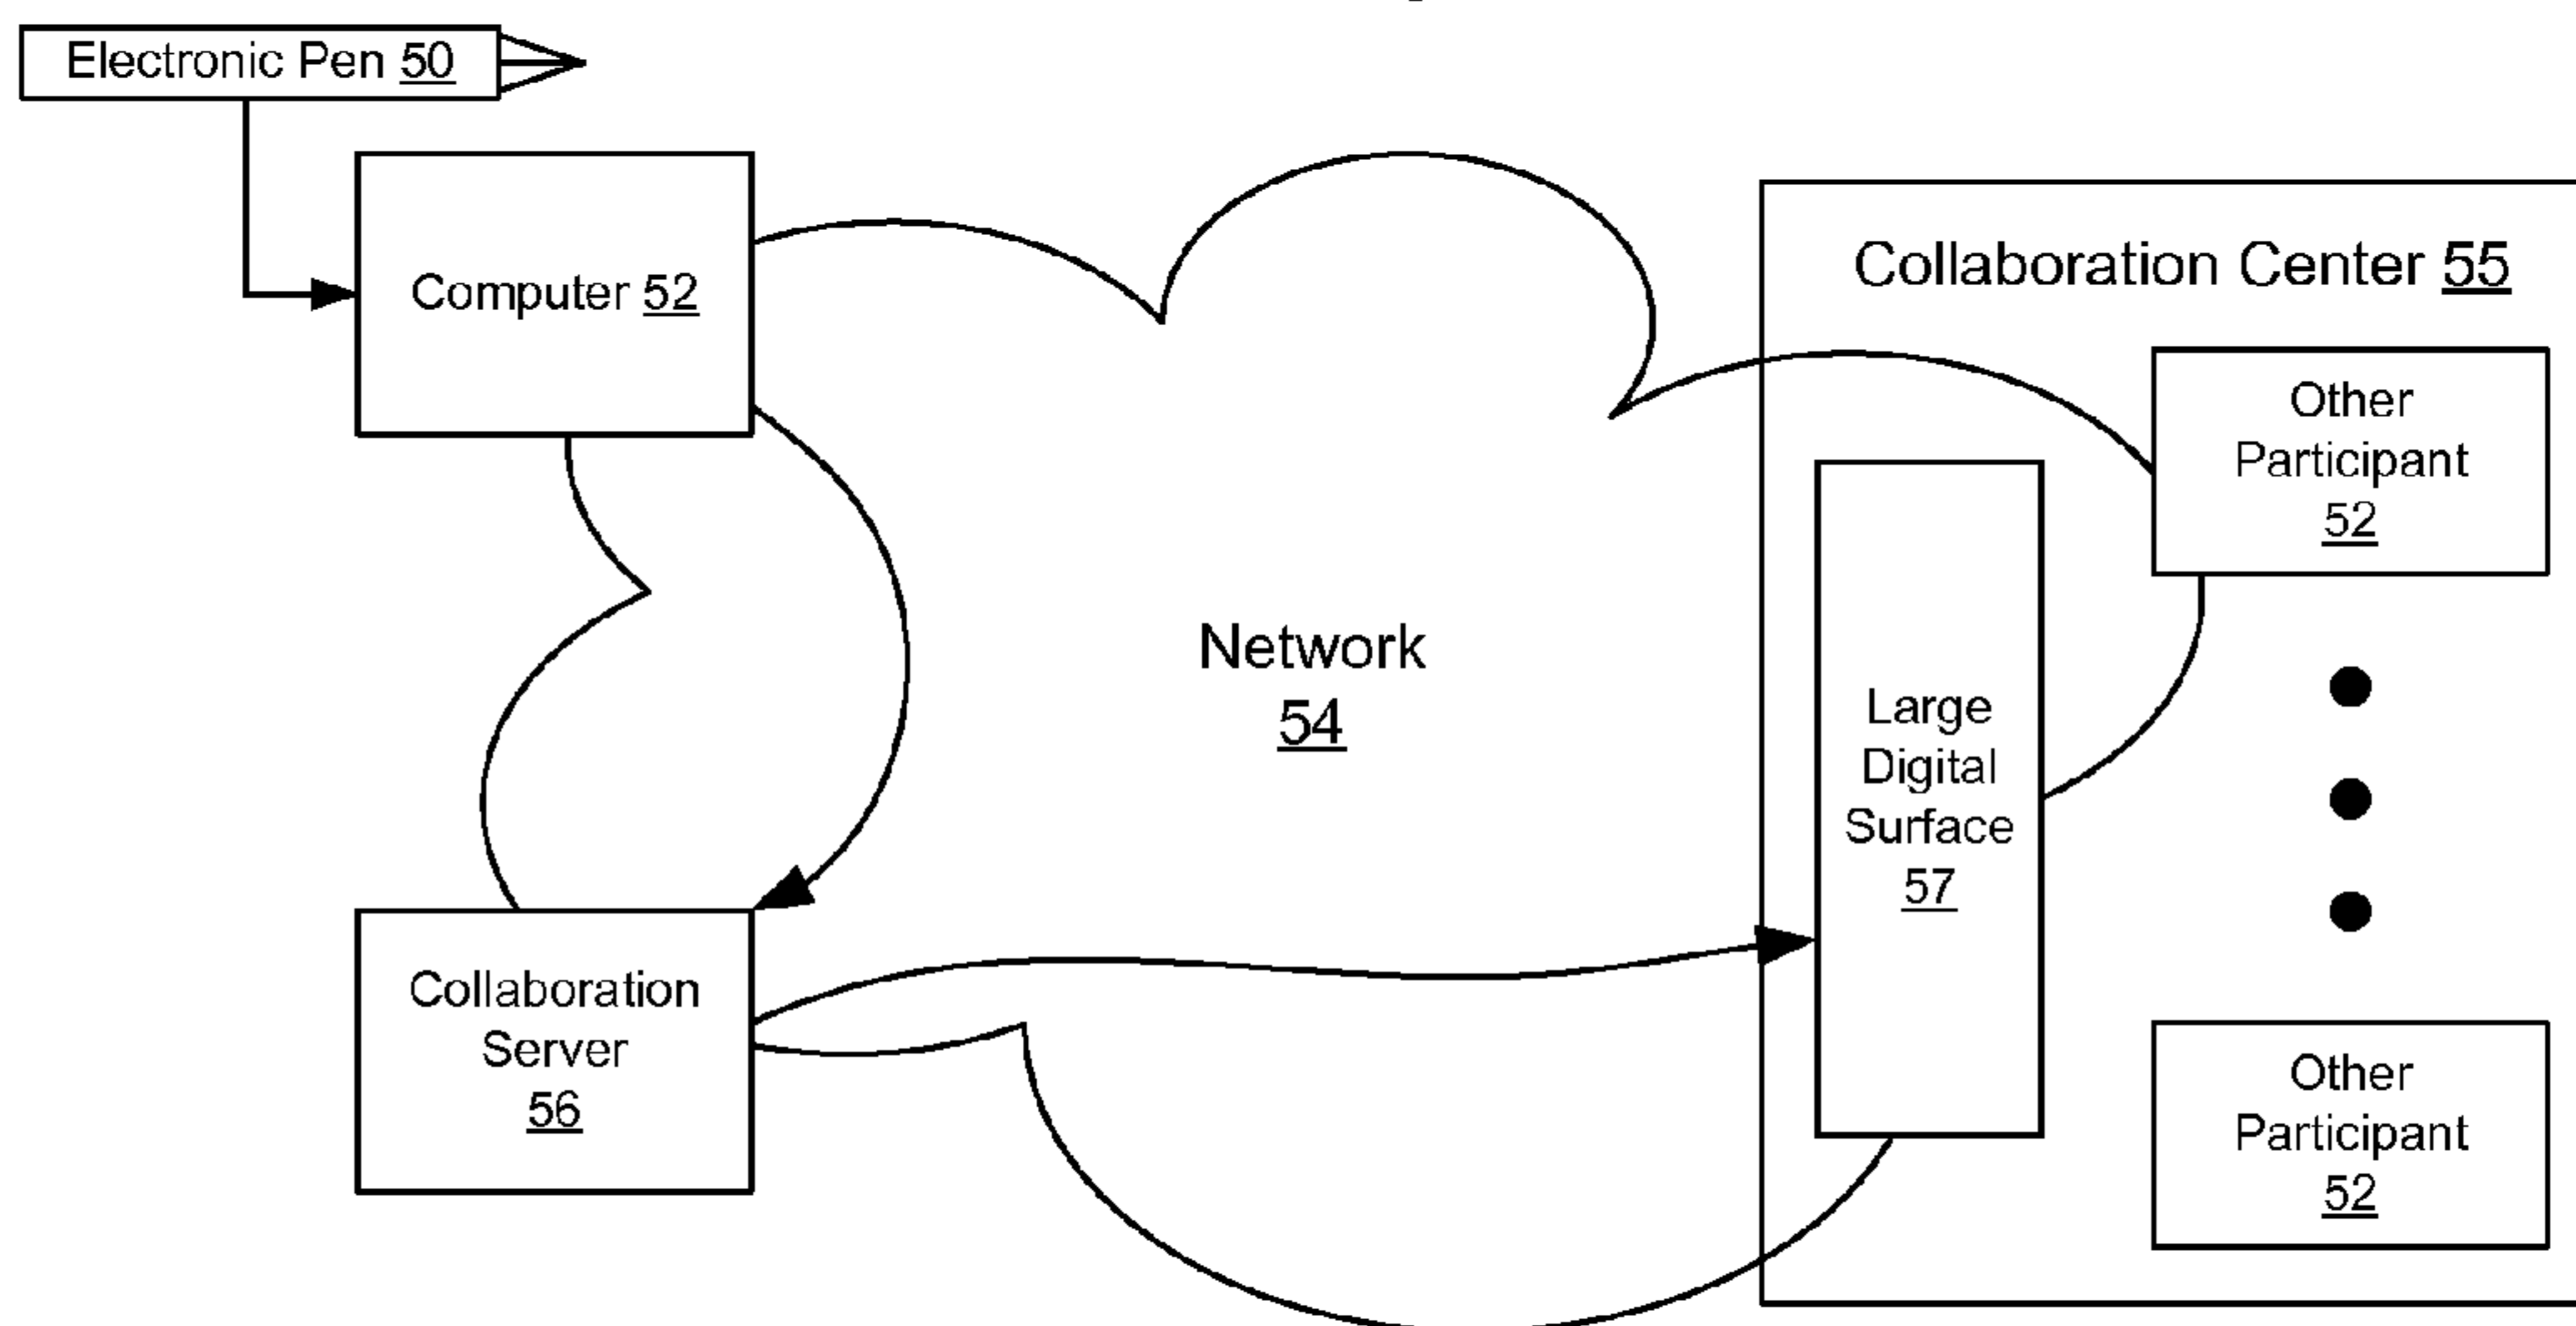 Electronic Pen 50
Computer 52
Collaboration Center 55
Other
Participant
52
Network
54
Large
Digital
Surface
57
Collaboration
Server
56
Other
Participant
52